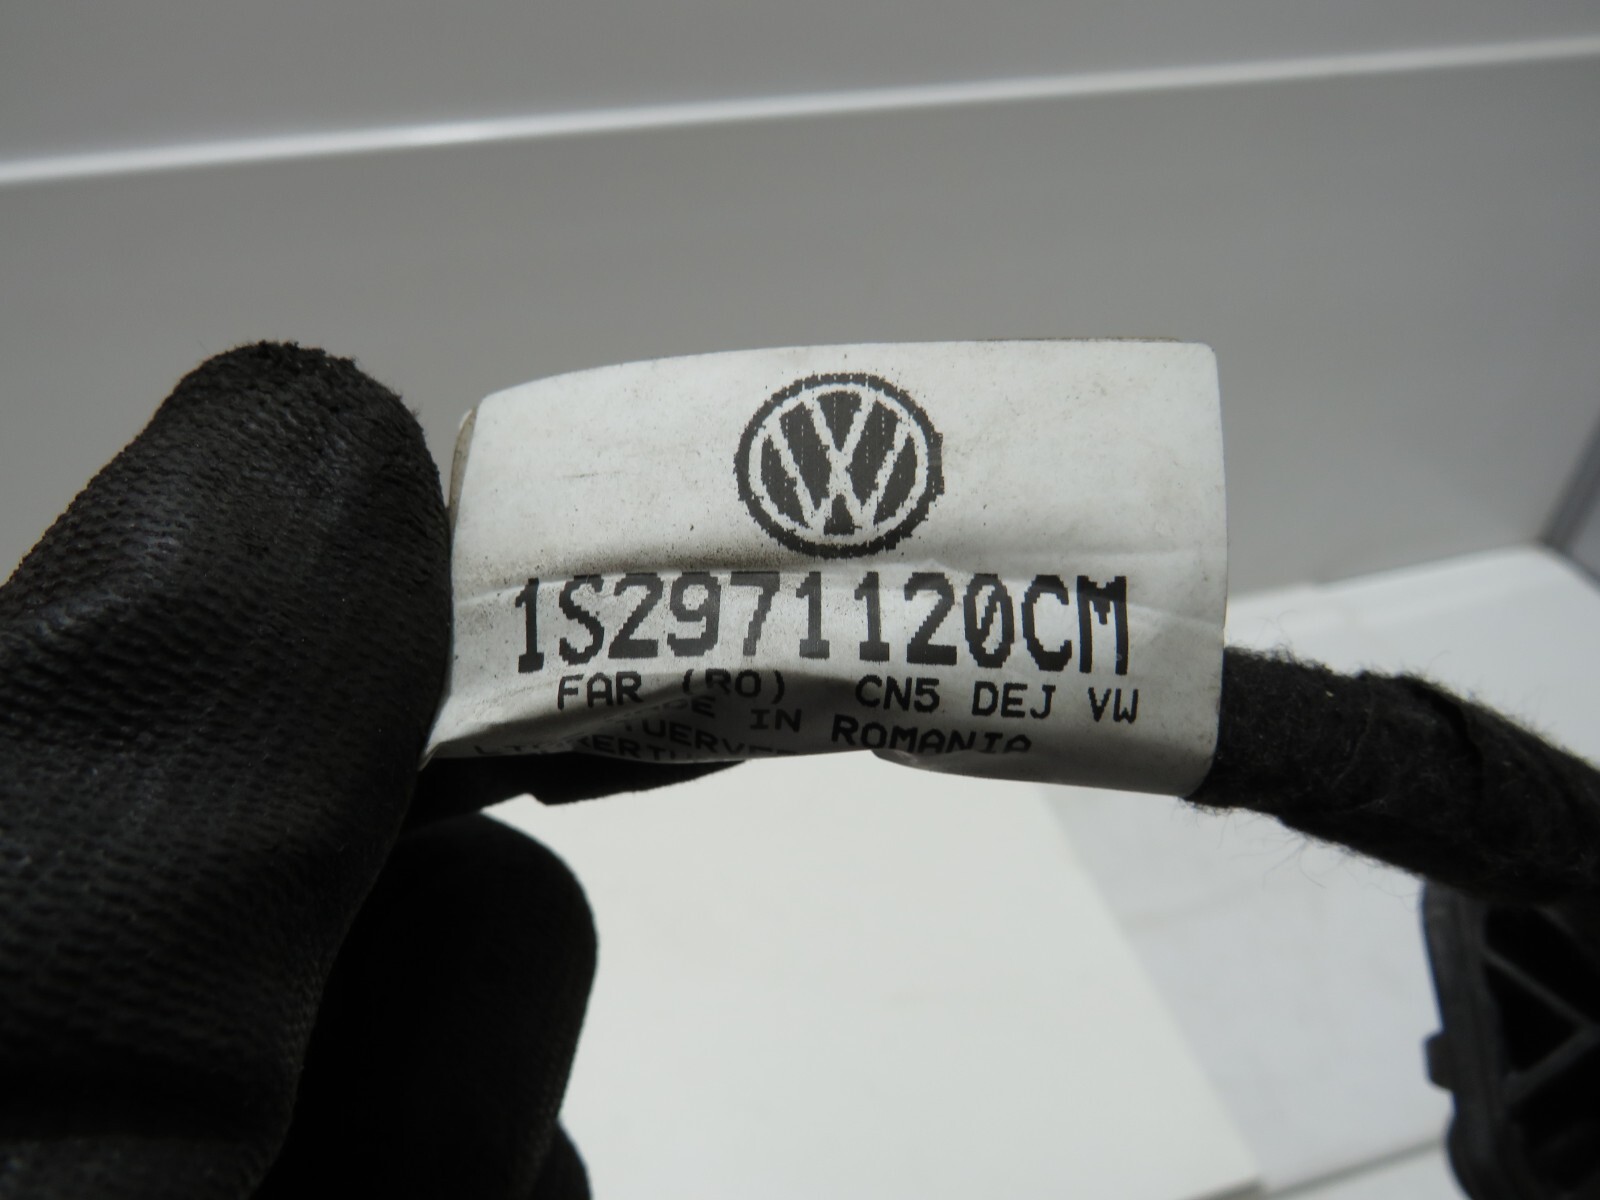 1S2971120CM
FAR (RO) CN5 DEJ VW
IN ROMANIA